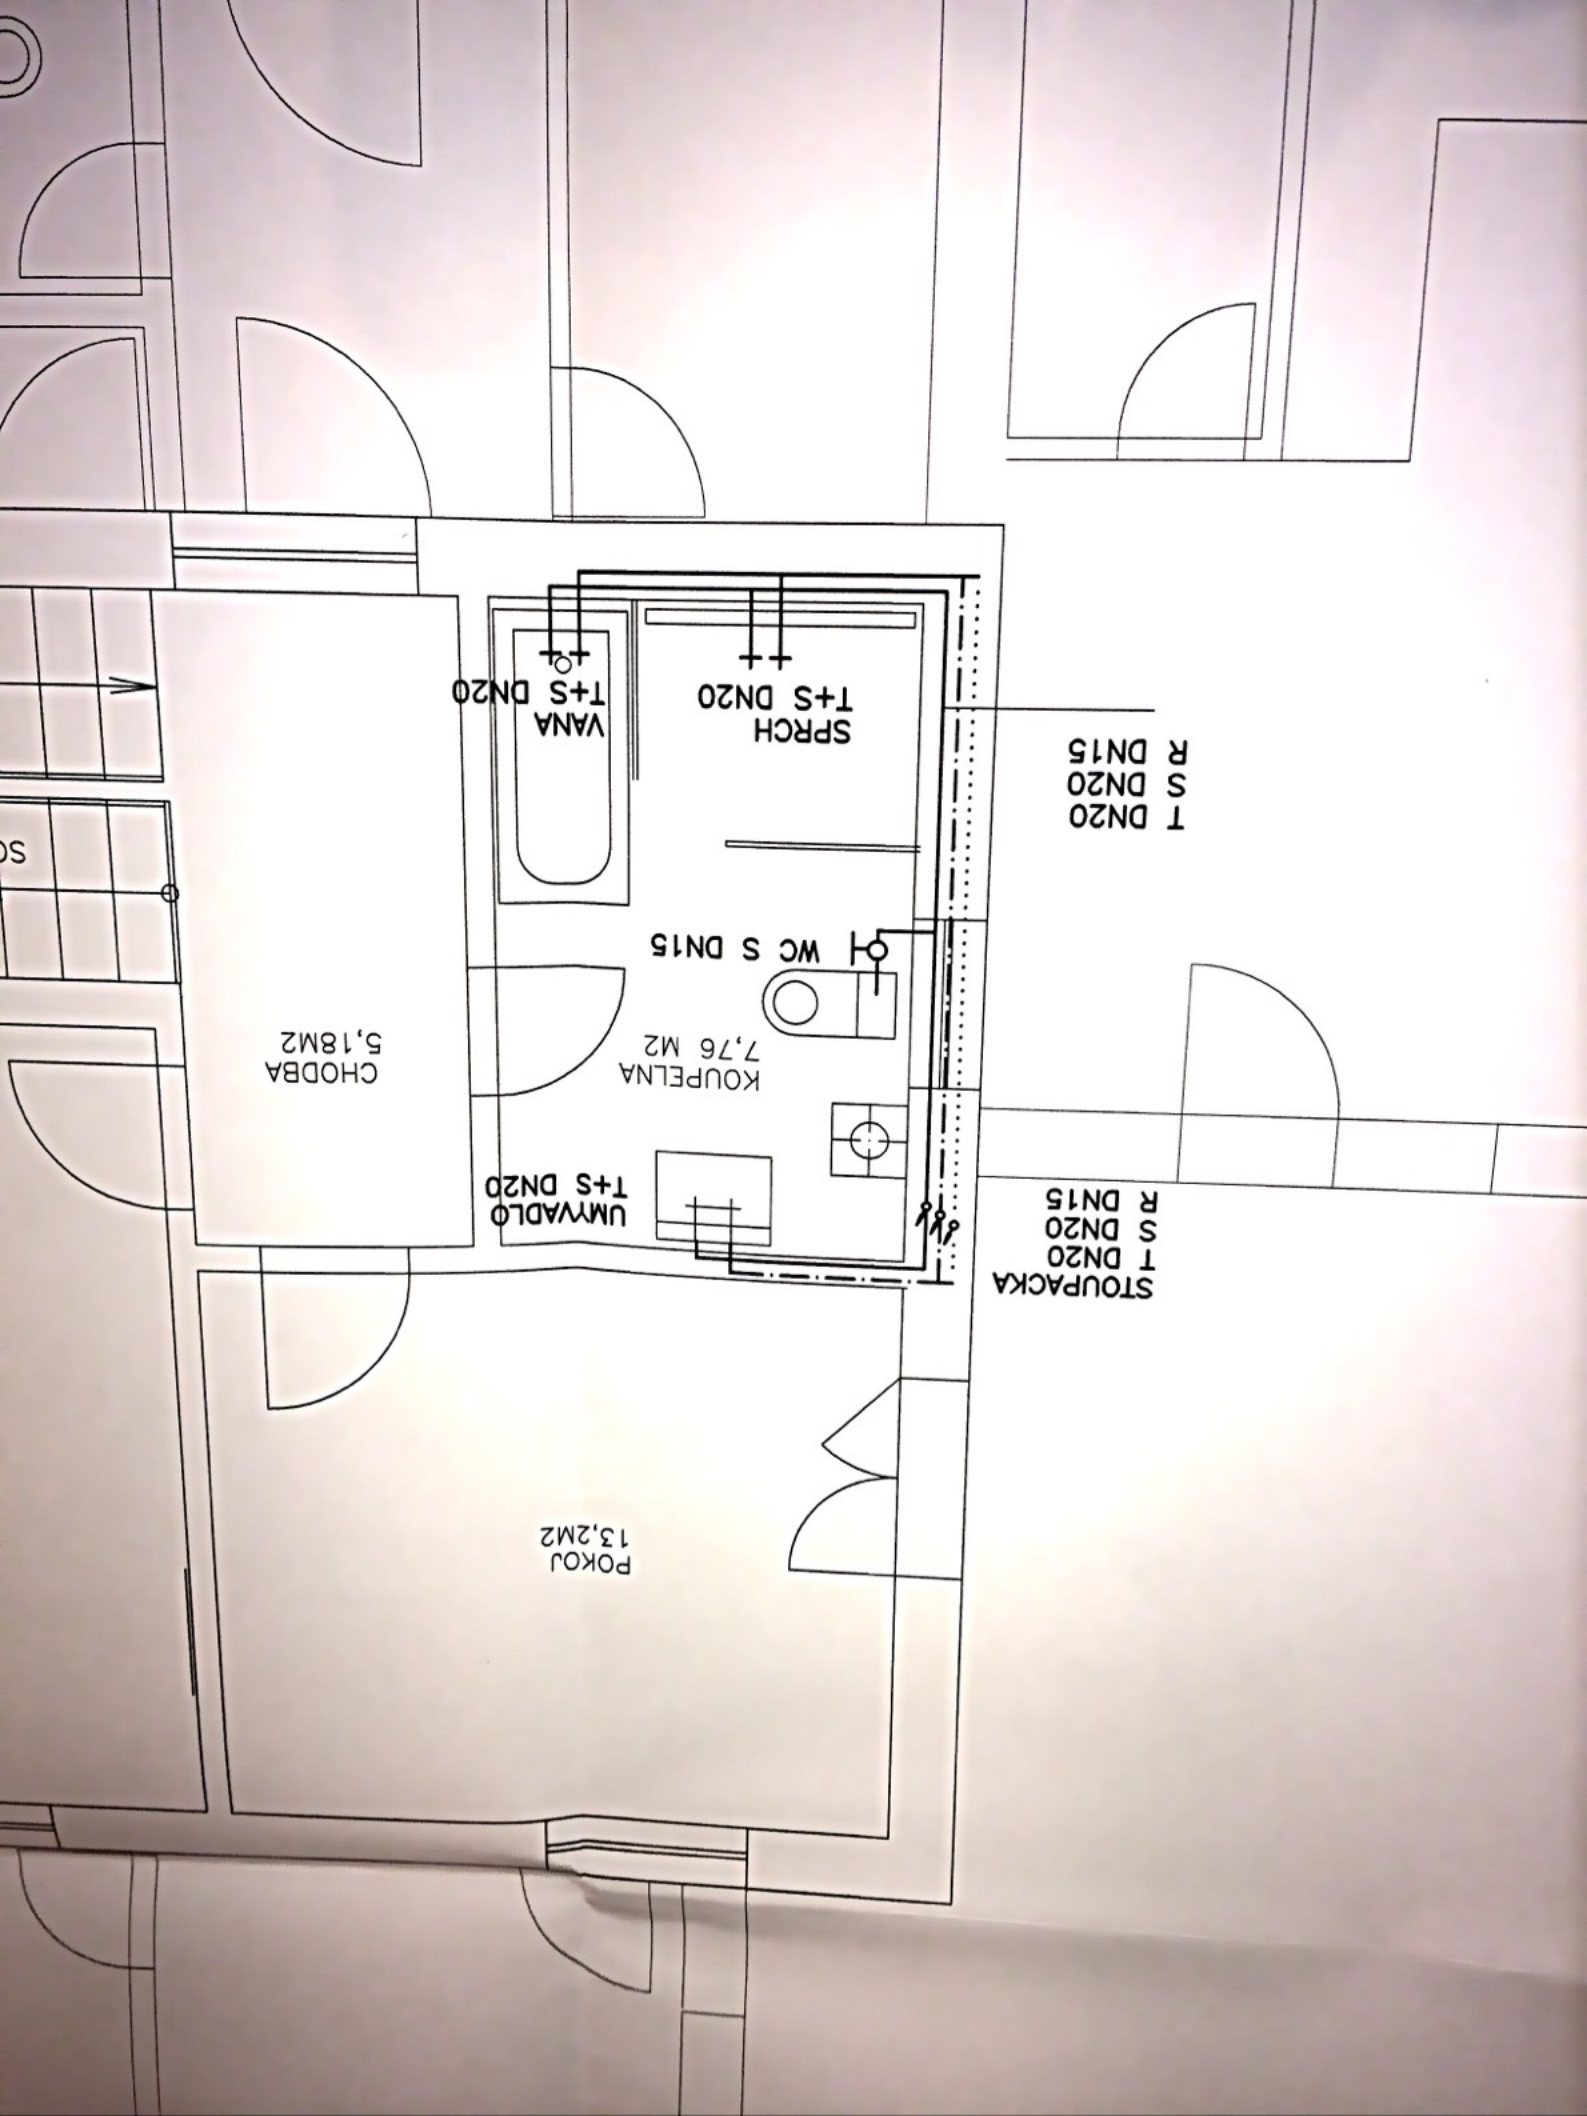 STOUPACKA
T DN20
S DN20
R DN15
UMYVADLO
T+S DN20
POKOJ
13,2M2
KOUPELNA
7,76 M2
CHODBA
5,18M2
WC S DN15
T DN20
S DN20
R DN15
SPRCH
T+S DN20
VANA
T+S DN20